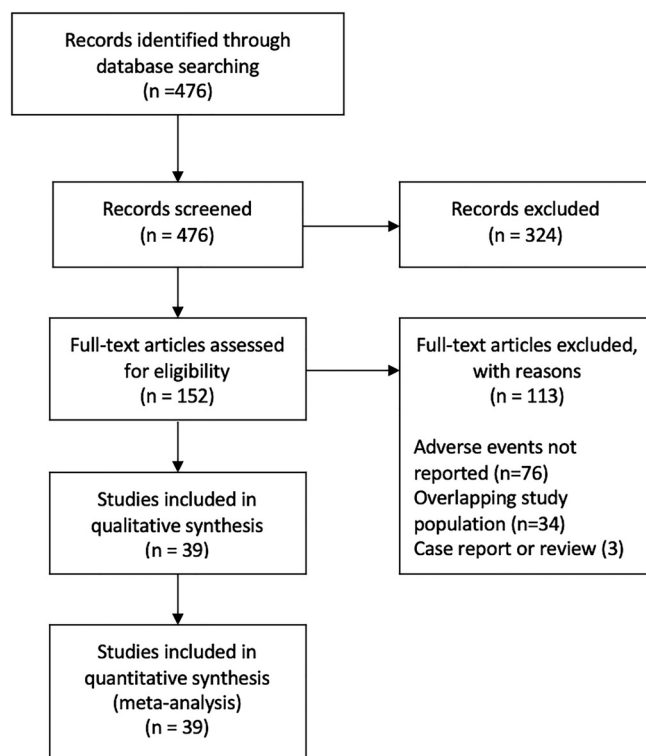 Records identified through
database searching
(n =476)
Records screened
(n = 476)
Records excluded
(n = 324)
Full-text articles assessed
for eligibility
(n = 152)
Full-text articles excluded,
with reasons
(n = 113)
Adverse events not
reported (n=76)
Overlapping study
population (n=34)
Case report or review (3)
Studies included in
qualitative synthesis
(n = 39)
Studies included in
quantitative synthesis
(meta-analysis)
(n = 39)